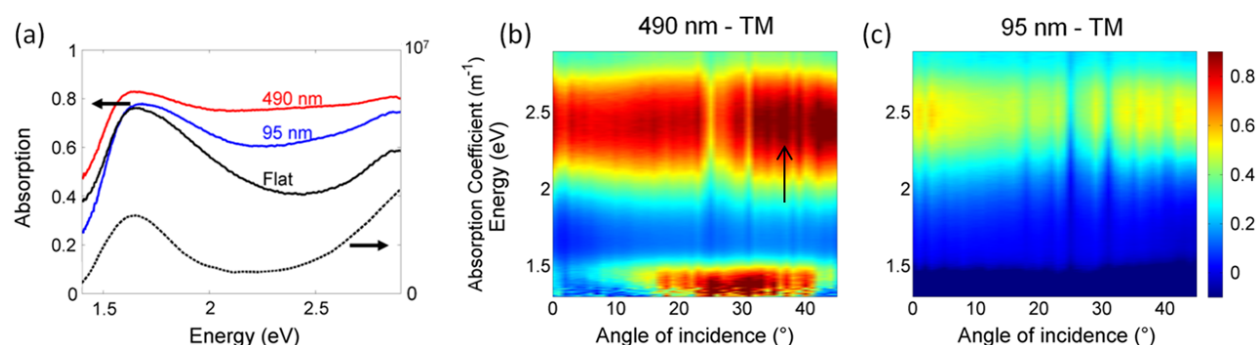 (a)
10⁷
1
0.8
0.6
0.4
0.2
0
490 nm
95 nm
Flat
0
1.5
2
2.5
Absorption
Energy (eV)
Absorption Coefficient (m⁻¹)
(b)
490 nm - TM
2.5
2
1.5
0
10
20
30
40
Energy (eV)
Angle of incidence (°)
(c)
95 nm - TM
2.5
2
1.5
0
10
20
30
40
Angle of incidence (°)
0.8
0.6
0.4
0.2
0